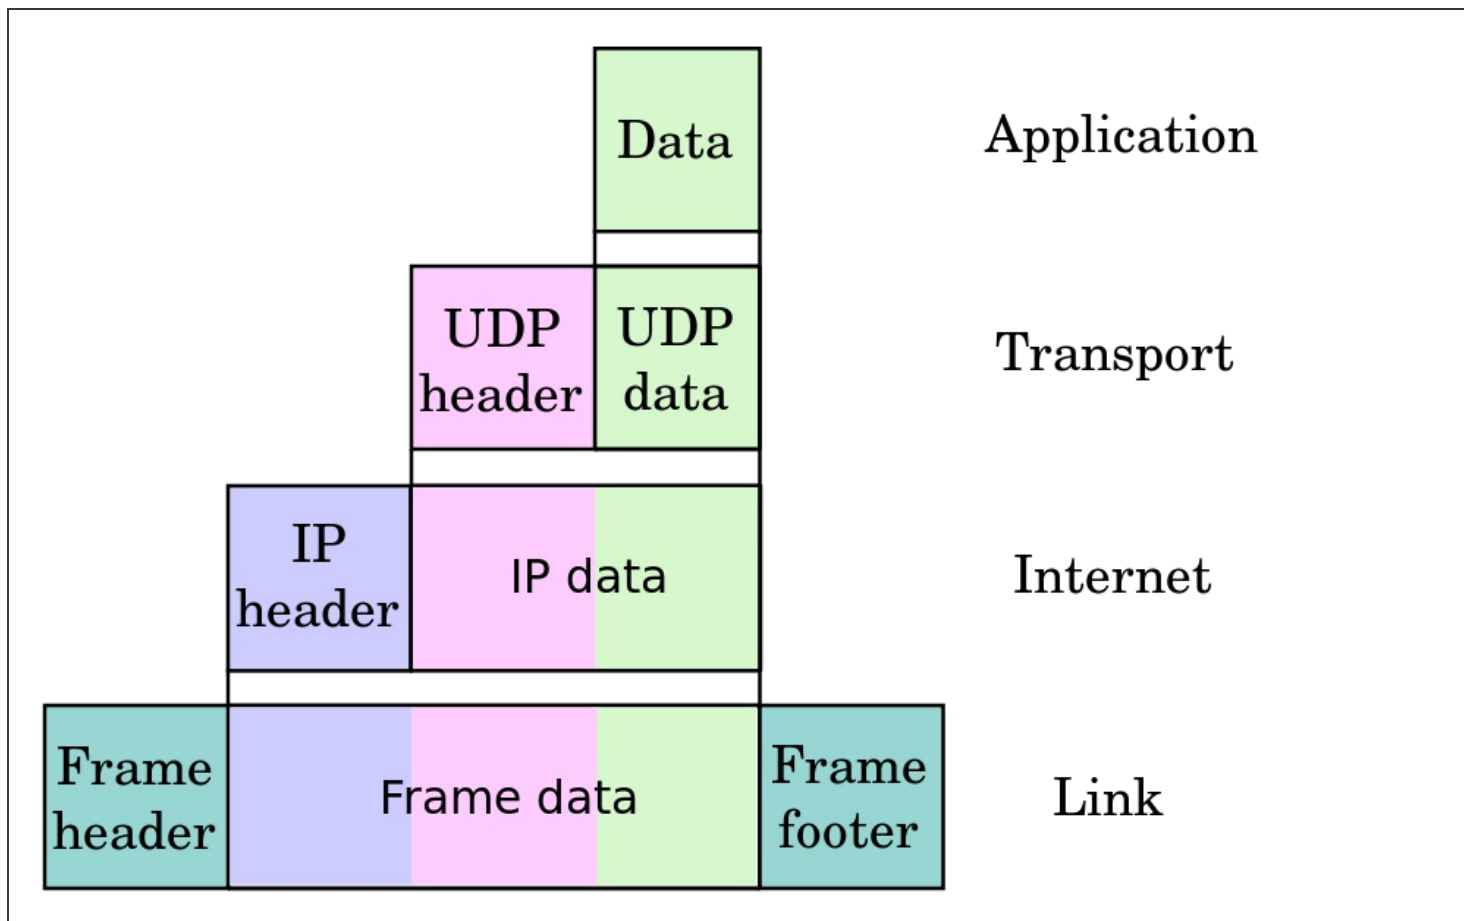 Data
Application
UDP
header
UDP
data
Transport
IP
header
IP data
Internet
Frame
header
Frame data
Frame
footer
Link